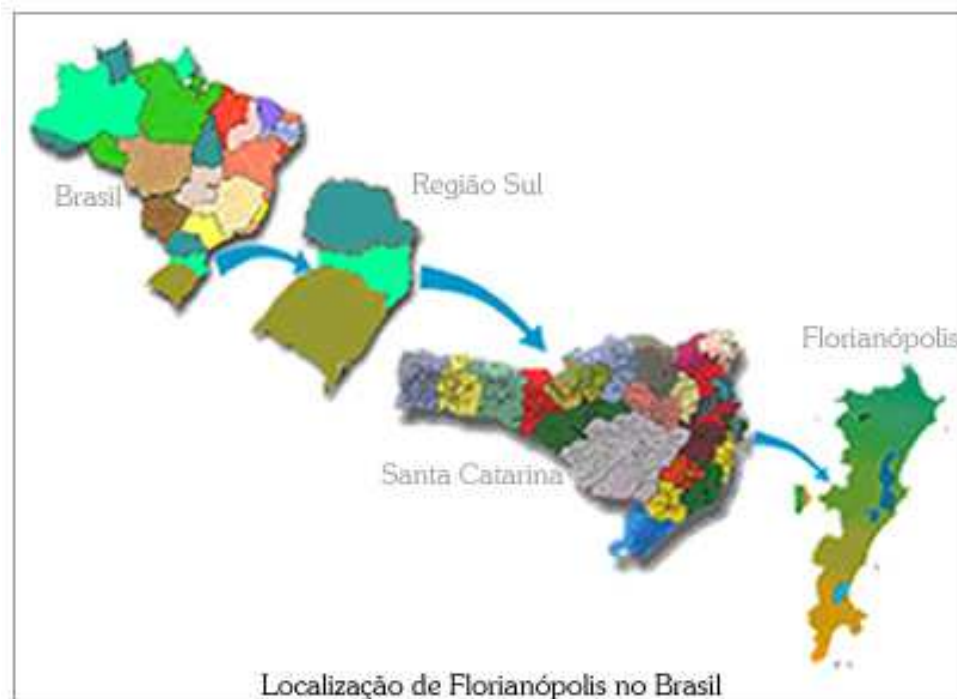 Brasil
Região Sul
Florianópolis
Santa Catarina
Localização de Florianópolis no Brasil